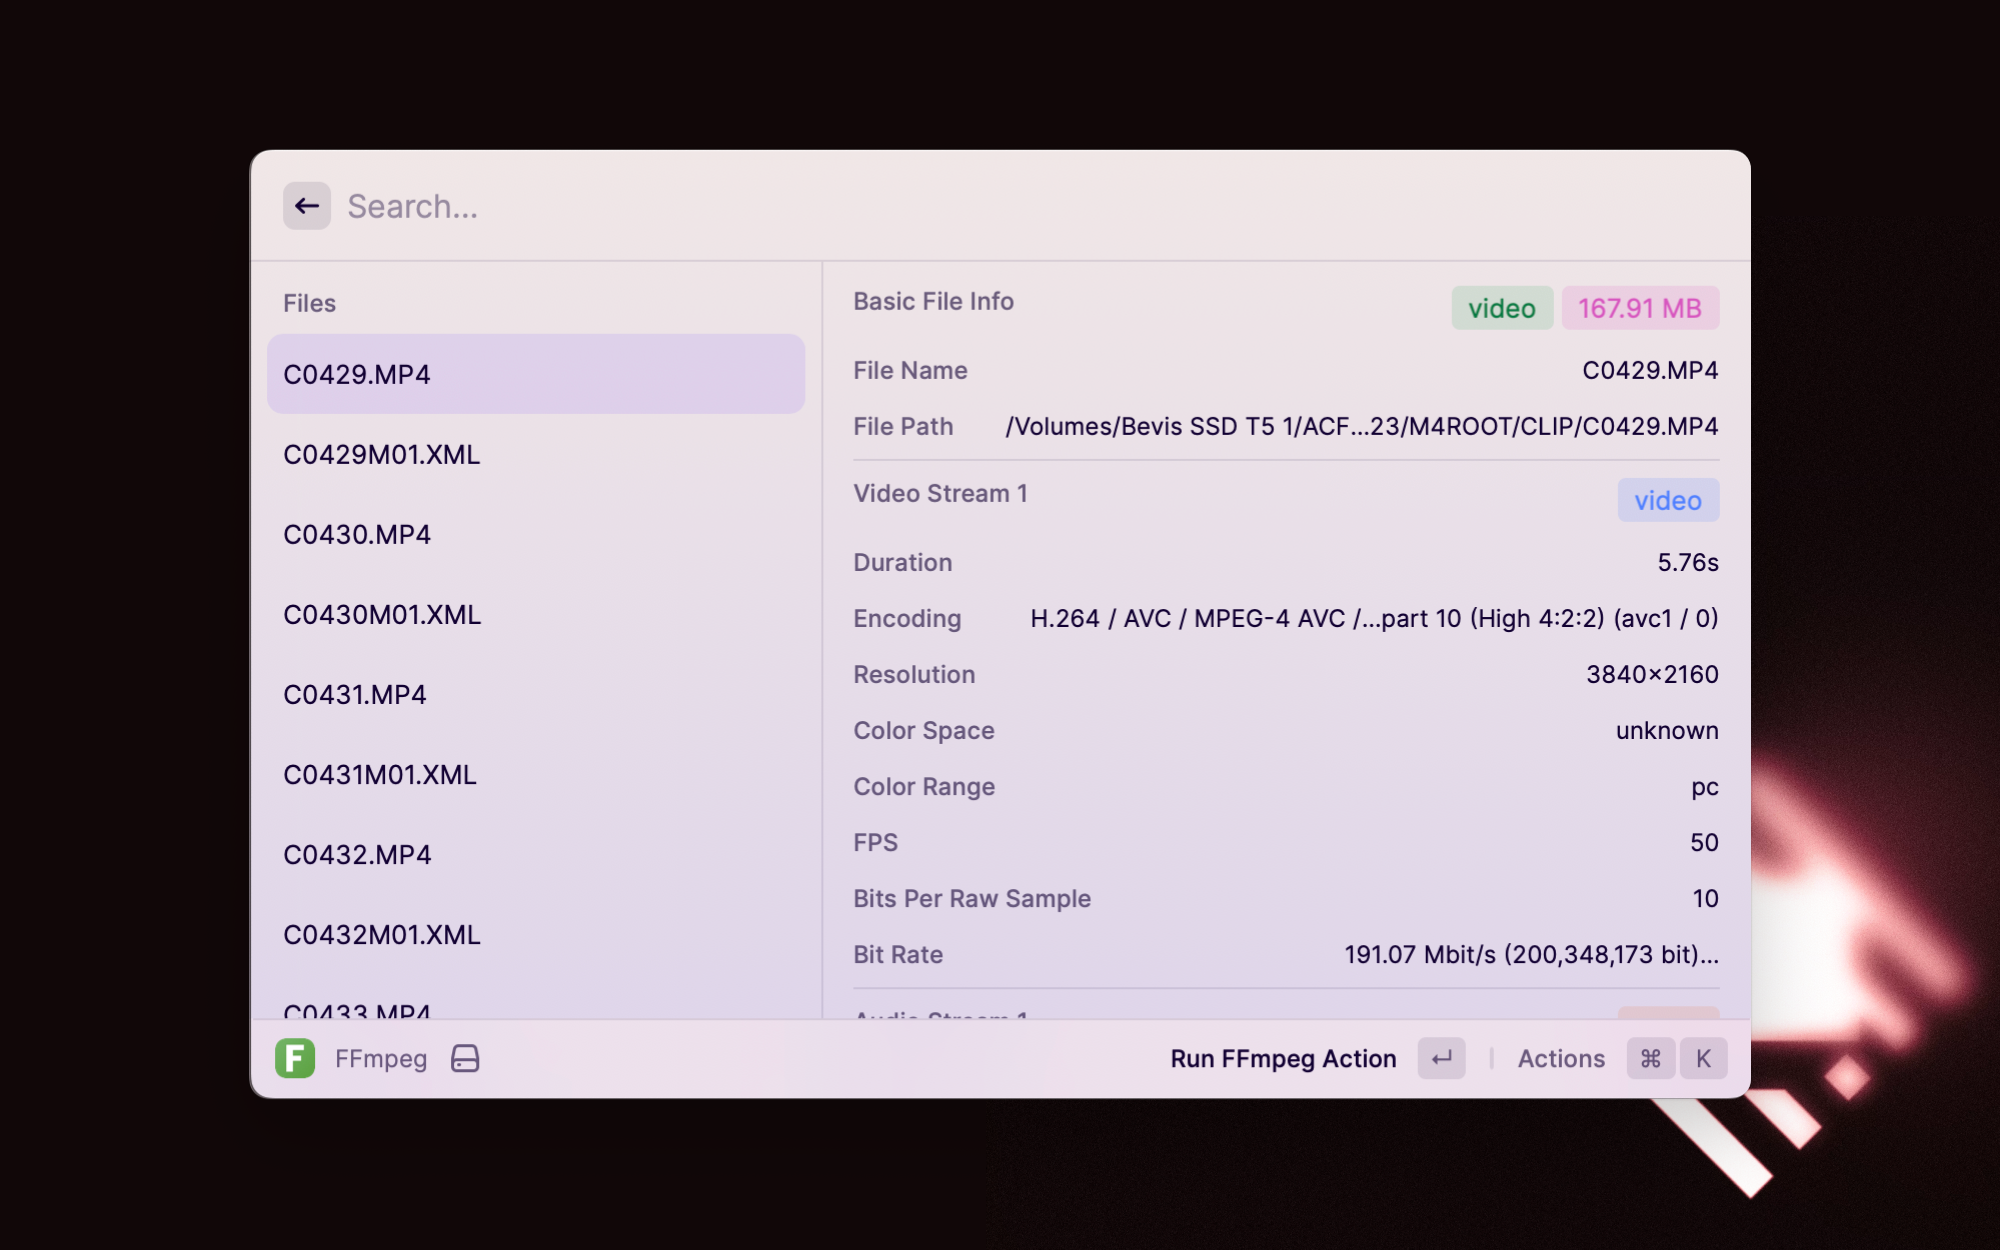 Search...
Files
C0429.MP4
C0429M01.XML
C0430.MP4
C0430M01.XML
C0431.MP4
C0431M01.XML
C0432.MP4
C0432M01.XML
C0433.MP4
Basic File Info video 167.91 MB
File Name C0429.MP4
File Path /Volumes/Bevis SSD T5 1/ACF...23/M4ROOT/CLIP/C0429.MP4
Video Stream 1 video
Duration 5.76s
Encoding H.264 / AVC / MPEG-4 AVC /...part 10 (High 4:2:2) (avc1 / 0)
Resolution 3840×2160
Color Space unknown
Color Range pc
FPS 50
Bits Per Raw Sample 10
Bit Rate 191.07 Mbit/s (200,348,173 bit)...
Audio Stream 1
F FFmpeg Run FFmpeg Action ↵ | Actions ⌘ K